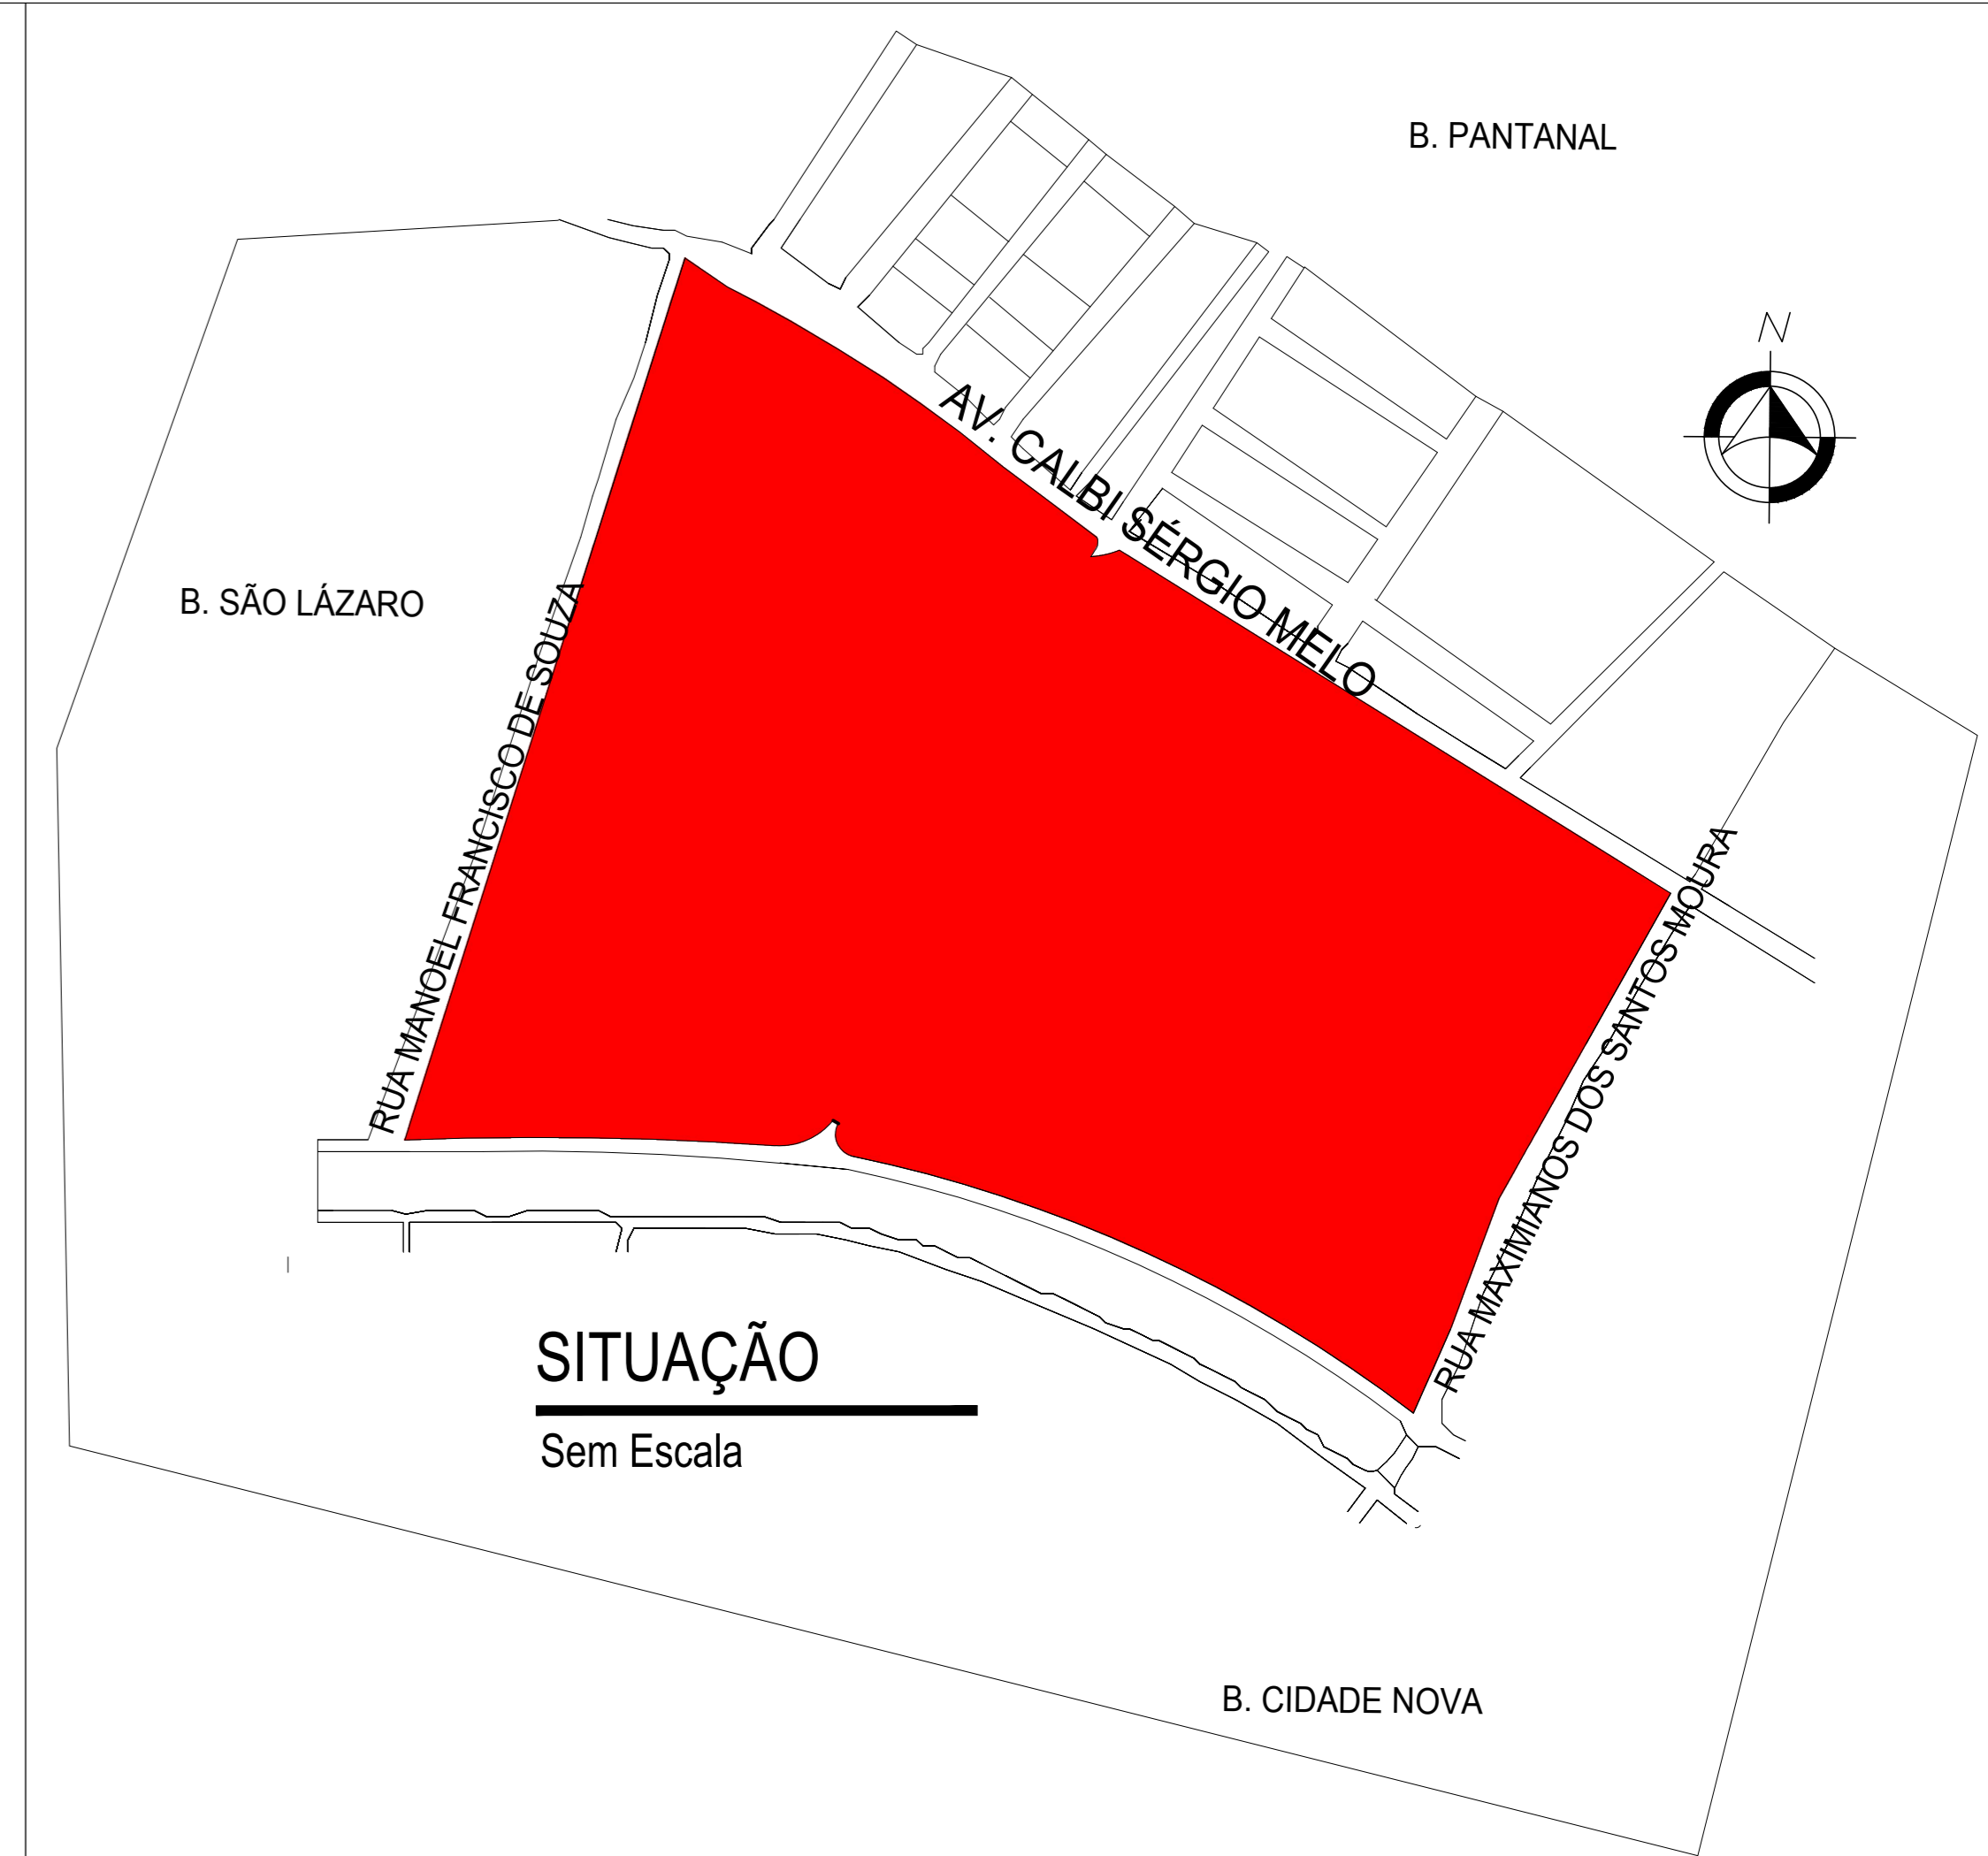 B. PANTANAL
N
AV. CALBI SÉRGIO MELO
B. SÃO LÁZARO
RUA MANOEL FRANCISCO DE SOUZA
RUA MAXIMIANOS DOS SANTOS MOURA
SITUAÇÃO
Sem Escala
B. CIDADE NOVA